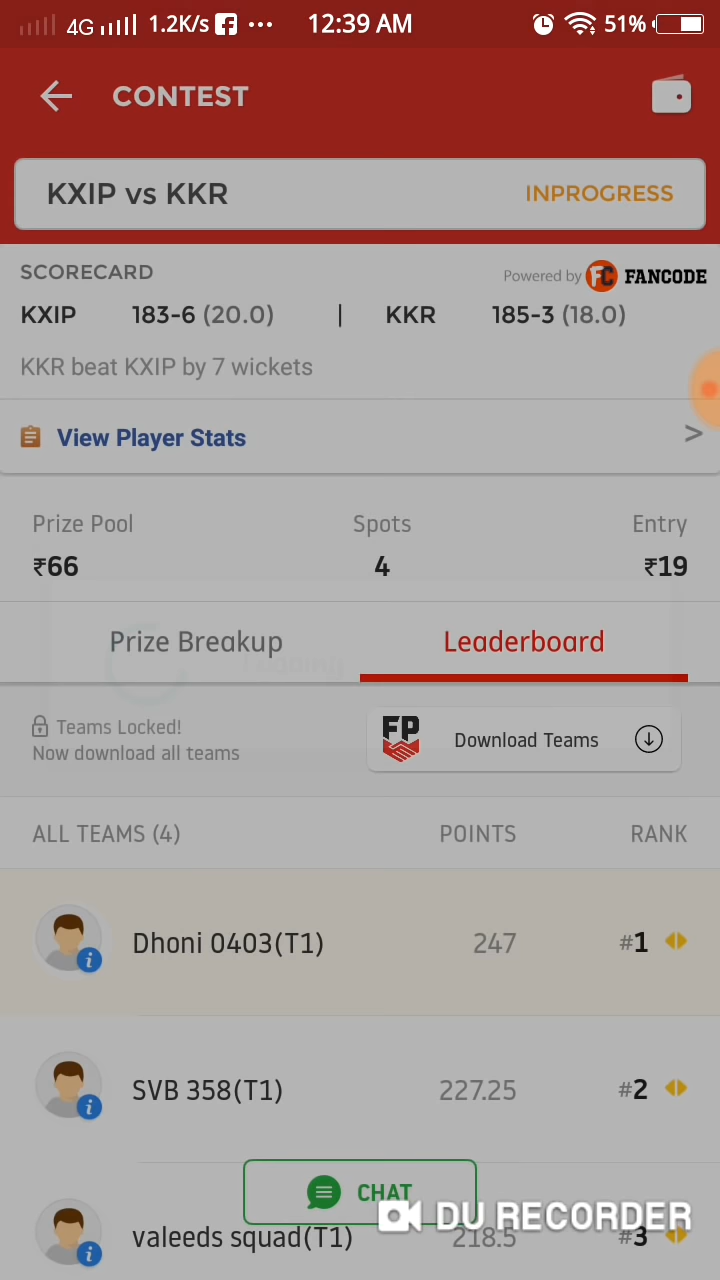 4G 1.2K/s ••• 12:39 AM 51%
CONTEST
KXIP vs KKR INPROGRESS
SCORECARD Powered by FC FANCODE
KXIP 183-6 (20.0) | KKR 185-3 (18.0)
KKR beat KXIP by 7 wickets
View Player Stats >
Prize Pool Spots Entry
₹66 4 ₹19
Prize Breakup Leaderboard
Loading
Teams Locked!
Now download all teams
FP Download Teams
ALL TEAMS (4) POINTS RANK
Dhoni 0403(T1) 247 #1
SVB 358(T1) 227.25 #2
CHAT
DU RECORDER
valeeds squad(T1) 218.5 #3